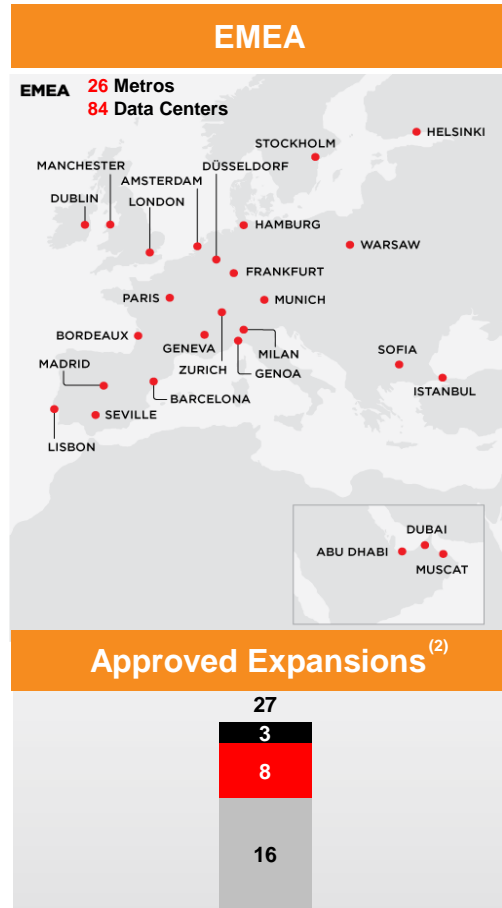 EMEA
EMEA 26 Metros
84 Data Centers
HELSINKI
STOCKHOLM
MANCHESTER
DÜSSELDORF
AMSTERDAM
DUBLIN
LONDON
HAMBURG
WARSAW
FRANKFURT
PARIS
MUNICH
BORDEAUX
GENEVA
MILAN
SOFIA
MADRID
ZURICH
GENOA
ISTANBUL
BARCELONA
SEVILLE
LISBON
DUBAI
ABU DHABI
MUSCAT
Approved Expansions(2)
27
3
8
16